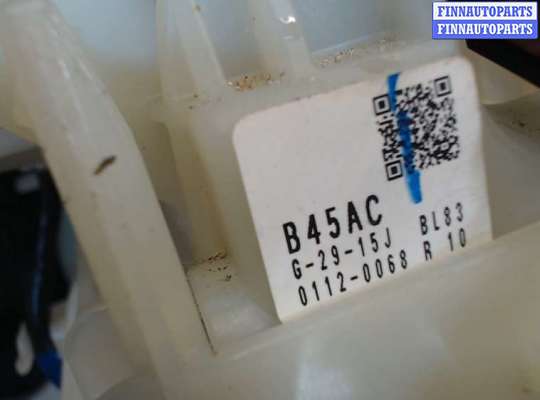 FINNAUTOPARTS
FINNAUTOPARTS
B45AC
G-29-15J BL83
0112-0068 R 10